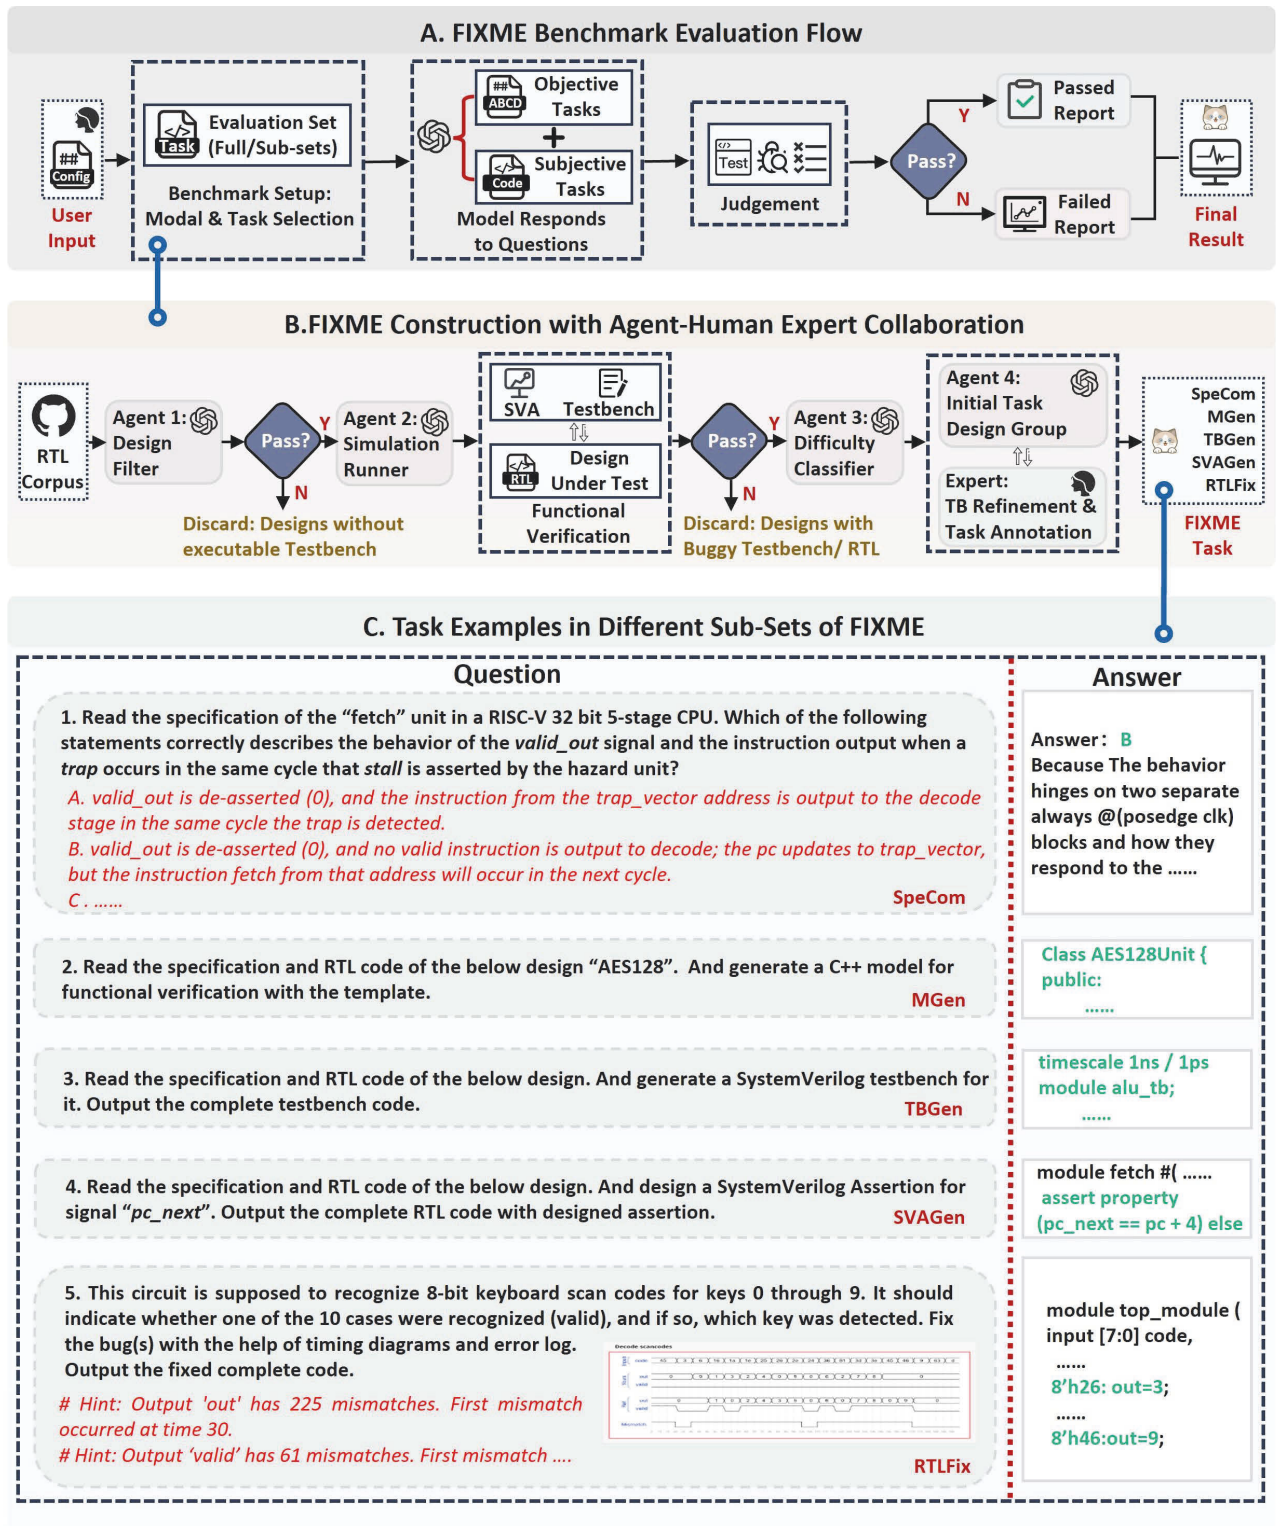 A. FIXME Benchmark Evaluation Flow
##
Config
User
Input
</>
Task
Evaluation Set
(Full/Sub-sets)
Benchmark Setup:
Modal & Task Selection
##
ABCD
Objective
Tasks
+
</>
Code
Subjective
Tasks
Model Responds
to Questions
</>
Test
Judgement
Pass?
Y
N
Passed
Report
Failed
Report
Final
Result
B.FIXME Construction with Agent-Human Expert Collaboration
RTL
Corpus
Agent 1:
Design
Filter
Pass?
Y
N
Discard: Designs without
executable Testbench
Agent 2:
Simulation
Runner
SVA
Testbench
</>
RTL
Design
Under Test
Functional
Verification
Pass?
Y
N
Discard: Designs with
Buggy Testbench/ RTL
Agent 3:
Difficulty
Classifier
Agent 4:
Initial Task
Design Group
Expert:
TB Refinement &
Task Annotation
SpeCom
MGen
TBGen
SVAGen
RTLFix
FIXME
Task
C. Task Examples in Different Sub-Sets of FIXME
Question
Answer
1. Read the specification of the “fetch” unit in a RISC-V 32 bit 5-stage CPU. Which of the following
statements correctly describes the behavior of the valid_out signal and the instruction output when a
trap occurs in the same cycle that stall is asserted by the hazard unit?
A. valid_out is de-asserted (0), and the instruction from the trap_vector address is output to the decode
stage in the same cycle the trap is detected.
B. valid_out is de-asserted (0), and no valid instruction is output to decode; the pc updates to trap_vector,
but the instruction fetch from that address will occur in the next cycle.
C . ......
SpeCom
Answer: B
Because The behavior
hinges on two separate
always @(posedge clk)
blocks and how they
respond to the ......
2. Read the specification and RTL code of the below design “AES128”. And generate a C++ model for
functional verification with the template.
MGen
Class AES128Unit {
public:
......
3. Read the specification and RTL code of the below design. And generate a SystemVerilog testbench for
it. Output the complete testbench code.
TBGen
timescale 1ns / 1ps
module alu_tb;
......
4. Read the specification and RTL code of the below design. And design a SystemVerilog Assertion for
signal “pc_next”. Output the complete RTL code with designed assertion.
SVAGen
module fetch #( ......
assert property
(pc_next == pc + 4) else
5. This circuit is supposed to recognize 8-bit keyboard scan codes for keys 0 through 9. It should
indicate whether one of the 10 cases were recognized (valid), and if so, which key was detected. Fix
the bug(s) with the help of timing diagrams and error log.
Output the fixed complete code.
# Hint: Output 'out' has 225 mismatches. First mismatch
occurred at time 30.
# Hint: Output ‘valid’ has 61 mismatches. First mismatch ....
Decode scancodes
code
out
valid
out
valid
Mismatch
RTLFix
module top_module (
input [7:0] code,
......
8’h26: out=3;
......
8’h46:out=9;